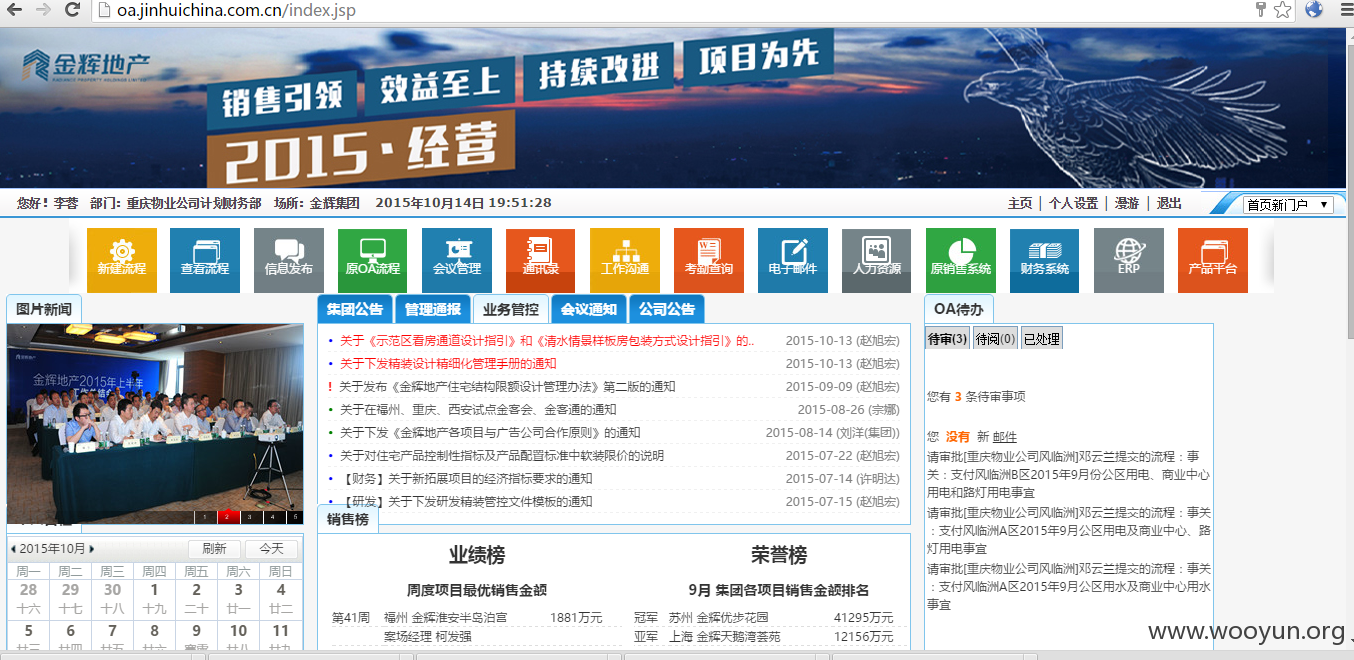 oa.jinhuichina.com.cn/index.jsp
金辉地产
销售引领 效益至上 持续改进 项目为先
2015·经营
您好！李蓉 部门：重庆物业公司计划财务部 场所：金辉集团 2015年10月14日 19:51:28
主页 | 个人设置 | 漫游 | 退出 首页新门户
新建流程 查看流程 信息发布 原OA流程 会议管理 通讯录 工作沟通 考勤查询 电子邮件 人力资源 原销售系统 财务系统 ERP 产品平台
图片新闻
金辉地产2015年上半年
1 2 3 4 5
集团公告 管理通报 业务管控 会议通知 公司公告
关于《示范区看房通道设计指引》和《清水情景样板房包装方式设计指引》的.. 2015-10-13 (赵旭宏)
关于下发精装设计精细化管理手册的通知 2015-10-13 (赵旭宏)
! 关于发布《金辉地产住宅结构限额设计管理办法》第二版的通知 2015-09-09 (赵旭宏)
关于在福州、重庆、西安试点金客会、金客通的通知 2015-08-26 (宗娜)
关于下发《金辉地产各项目与广告公司合作原则》的通知 2015-08-14 (刘洋(集团))
关于对住宅产品控制性指标及产品配置标准中软装限价的说明 2015-07-22 (赵旭宏)
【财务】关于新拓展项目的经济指标要求的通知 2015-07-14 (许明达)
【研发】关于下发研发精装管控文件模板的通知 2015-07-15 (赵旭宏)
OA待办
待审(3) 待阅(0) 已处理
您有 3 条待审事项
您 没有 新 邮件
请审批[重庆物业公司风临洲]邓云兰提交的流程：事
关：支付风临洲B区2015年9月份公区用电、商业中心
用电和路灯用电事宜
请审批[重庆物业公司风临洲]邓云兰提交的流程：事关
：支付风临洲A区2015年9月公区用电及商业中心、路
灯用电事宜
请审批[重庆物业公司风临洲]邓云兰提交的流程：事关
：支付风临洲A区2015年9月公区用水及商业中心用水
事宜
2015年10月 刷新 今天
周一 周二 周三 周四 周五 周六 周日
28 29 30 1 2 3 4
十六 十七 十八 十九 二十 廿一 廿二
5 6 7 8 9 10 11
销售榜
业绩榜 荣誉榜
周度项目最优销售金额 9月 集团各项目销售金额排名
第41周 福州 金辉淮安半岛泊宫 1881万元 冠军 苏州 金辉优步花园 41295万元
案场经理 柯发强 亚军 上海 金辉天鹅湾荟苑 12156万元
www.wooyun.org